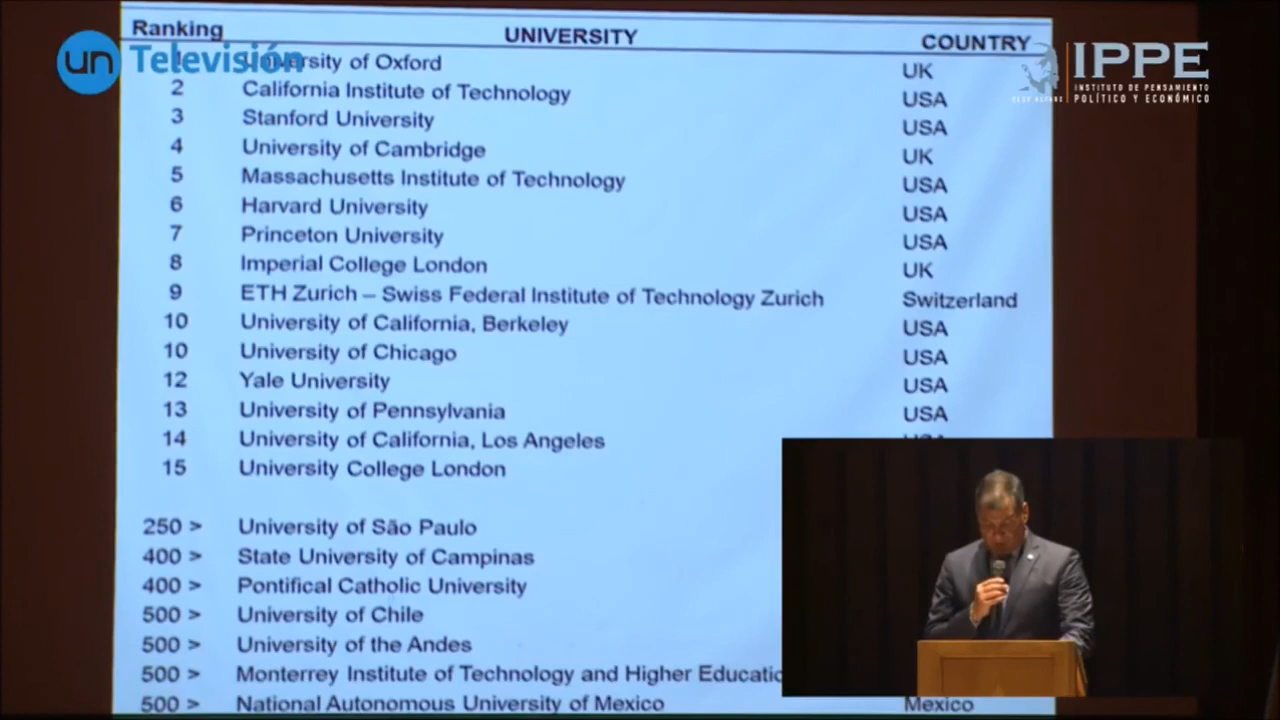 Ranking UNIVERSITY COUNTRY
un Televisión
IPPE
INSTITUTO DE PENSAMIENTO
POLÍTICO Y ECONÓMICO
1 University of Oxford UK
2 California Institute of Technology USA
3 Stanford University USA
4 University of Cambridge UK
5 Massachusetts Institute of Technology USA
6 Harvard University USA
7 Princeton University USA
8 Imperial College London UK
9 ETH Zurich – Swiss Federal Institute of Technology Zurich Switzerland
10 University of California, Berkeley USA
10 University of Chicago USA
12 Yale University USA
13 University of Pennsylvania USA
14 University of California, Los Angeles USA
15 University College London
250 > University of São Paulo
400 > State University of Campinas
400 > Pontifical Catholic University
500 > University of Chile
500 > University of the Andes
500 > Monterrey Institute of Technology and Higher Educatio
500 > National Autonomous University of Mexico Mexico